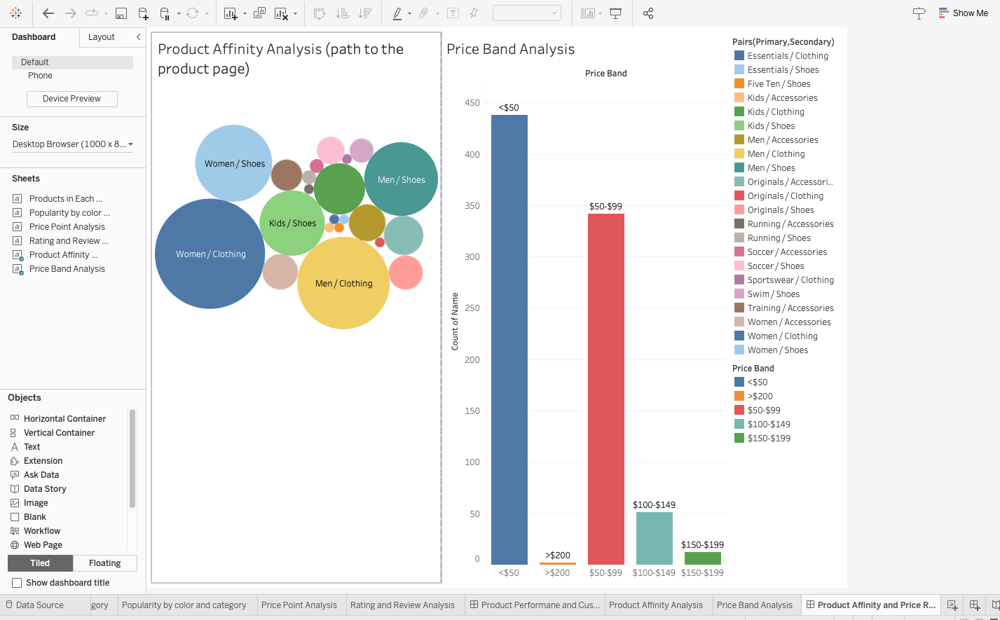 Show Me
Dashboard
Layout
Default
Phone
Device Preview
Size
Desktop Browser (1000 x 8...
Sheets
Products in Each ...
Popularity by color ...
Price Point Analysis
Rating and Review ...
Product Affinity ...
Price Band Analysis
Objects
Horizontal Container
Vertical Container
Text
Extension
Ask Data
Data Story
Image
Blank
Workflow
Web Page
Tiled
Floating
Show dashboard title
Product Affinity Analysis (path to the
product page)
Women / Shoes
Men / Shoes
Kids / Shoes
Women / Clothing
Men / Clothing
Price Band Analysis
Price Band
Count of Name
450
400
350
300
250
200
150
100
50
0
<$50
>$200
$50-$99
$100-$149
$150-$199
<$50
>$200
$50-$99
$100-$149
$150-$199
Pairs(Primary,Secondary)
Essentials / Clothing
Essentials / Shoes
Five Ten / Shoes
Kids / Accessories
Kids / Clothing
Kids / Shoes
Men / Accessories
Men / Clothing
Men / Shoes
Originals / Accessori..
Originals / Clothing
Originals / Shoes
Running / Accessories
Running / Shoes
Soccer / Accessories
Soccer / Shoes
Sportswear / Clothing
Swim / Shoes
Training / Accessories
Women / Accessories
Women / Clothing
Women / Shoes
Price Band
<$50
>$200
$50-$99
$100-$149
$150-$199
Data Source
gory
Popularity by color and category
Price Point Analysis
Rating and Review Analysis
Product Performane and Cus...
Product Affinity Analysis
Price Band Analysis
Product Affinity and Price R...